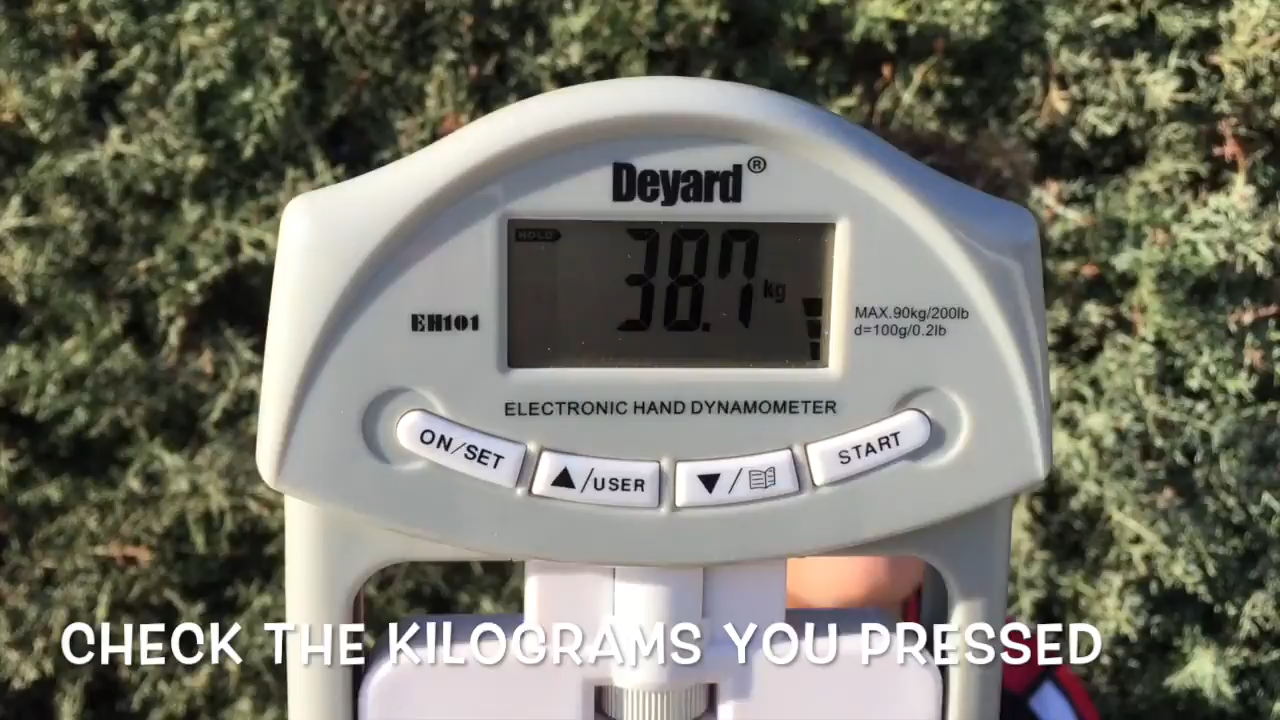 Deyard®
HOLD
38.7 kg
EH101
MAX.90kg/200lb
d=100g/0.2lb
ELECTRONIC HAND DYNAMOMETER
ON/SET
▲/USER
▼/
START
CHECK THE KILOGRAMS YOU PRESSED